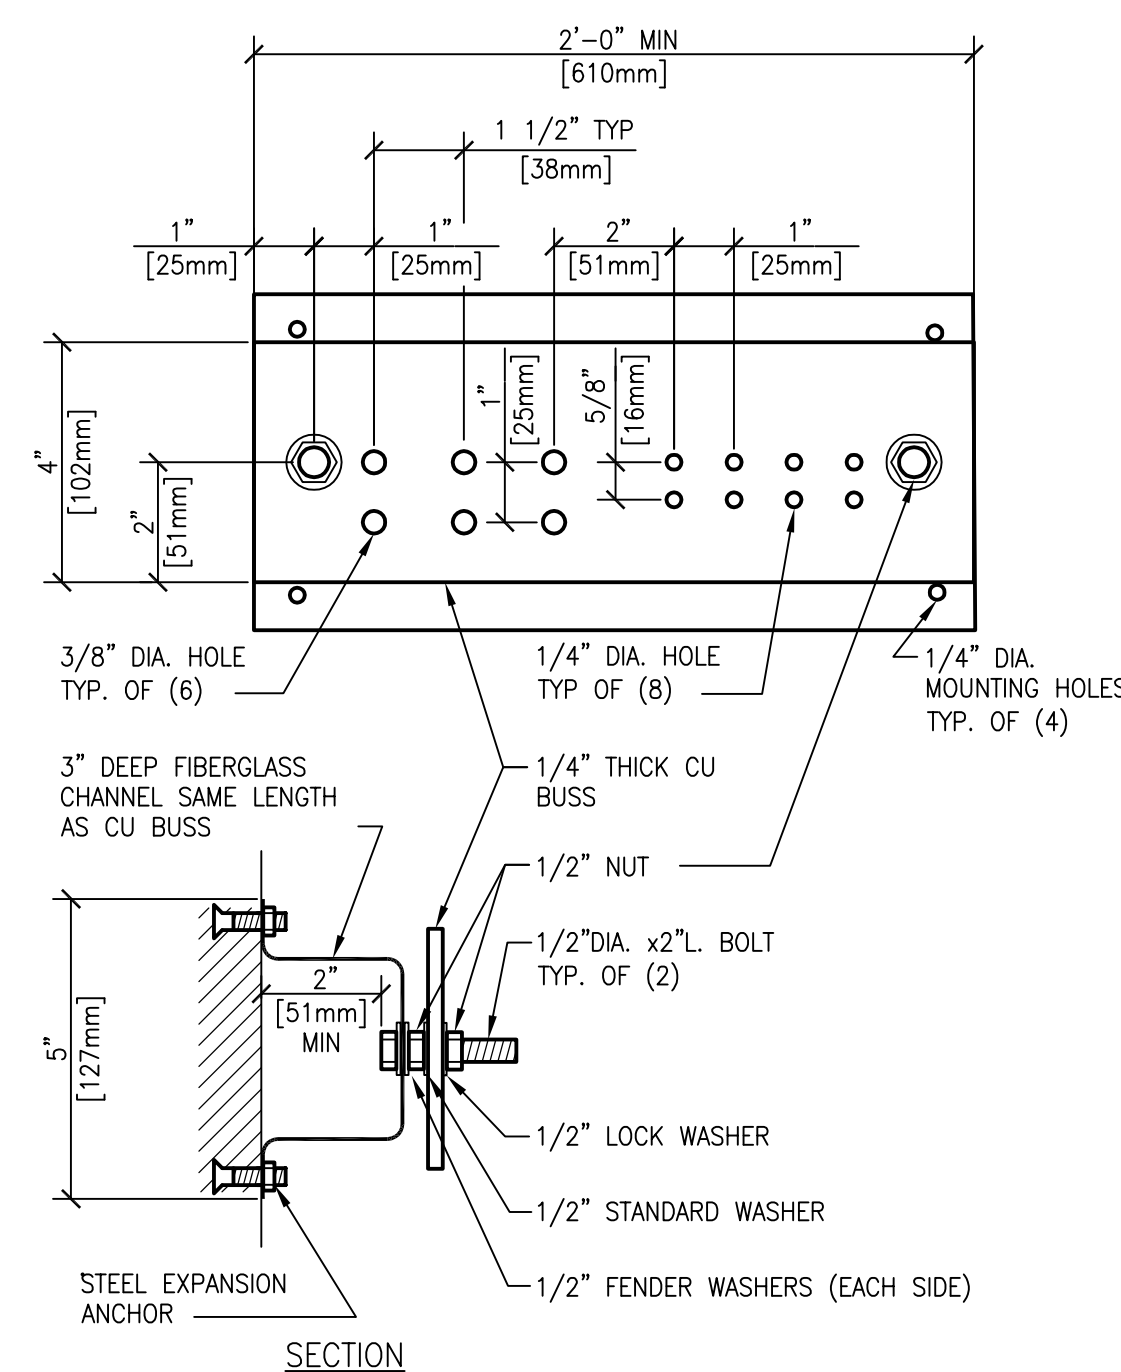 2'-0" MIN
[610mm]
1 1/2" TYP
[38mm]
1"
[25mm]
1"
[25mm]
2"
[51mm]
1"
[25mm]
4"
[102mm]
2"
[51mm]
1"
[25mm]
5/8"
[16mm]
3/8" DIA. HOLE
TYP. OF (6)
1/4" DIA. HOLE
TYP OF (8)
1/4" DIA.
MOUNTING HOLES
TYP. OF (4)
3" DEEP FIBERGLASS
CHANNEL SAME LENGTH
AS CU BUSS
1/4" THICK CU
BUSS
1/2" NUT
1/2"DIA. x2"L. BOLT
TYP. OF (2)
5"
[127mm]
2"
[51mm]
MIN
1/2" LOCK WASHER
1/2" STANDARD WASHER
1/2" FENDER WASHERS (EACH SIDE)
STEEL EXPANSION
ANCHOR
SECTION